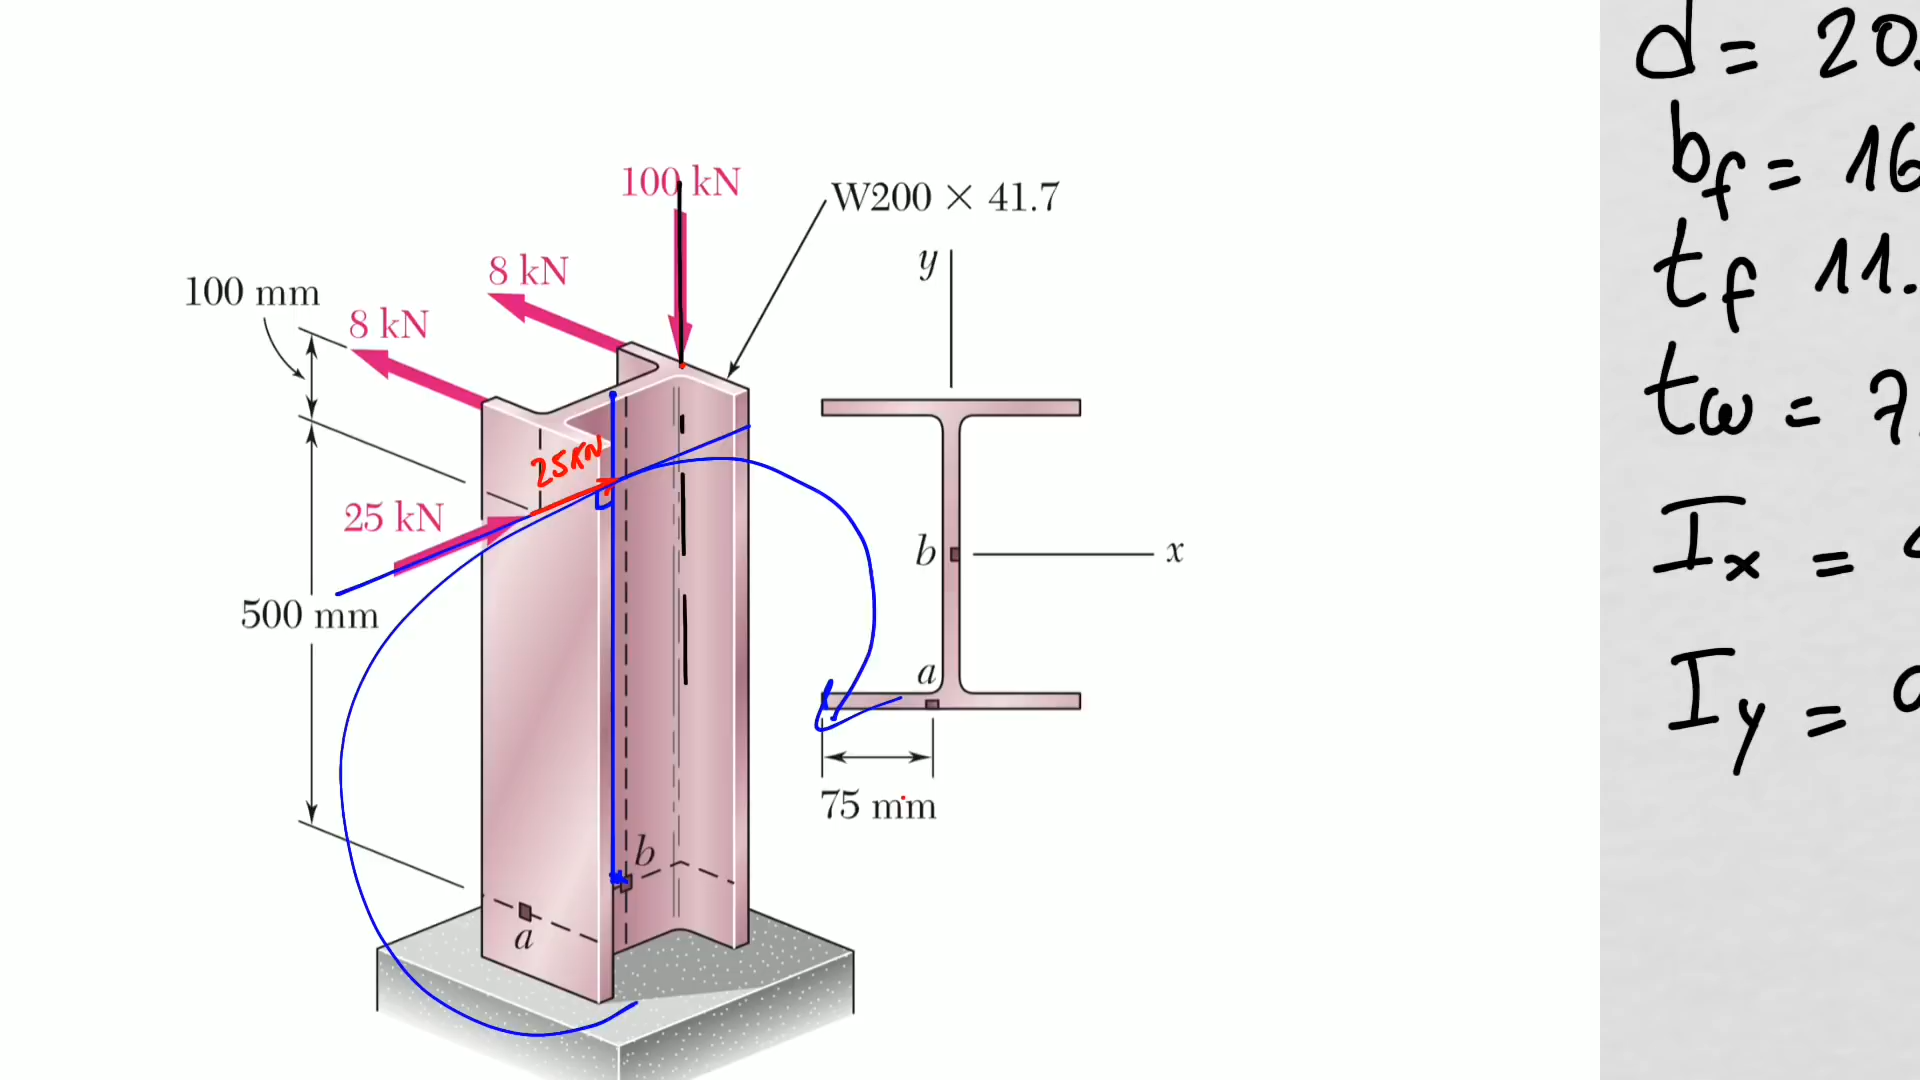 100 kN
W200 × 41.7
8 kN
8 kN
100 mm
25KN
25 kN
500 mm
y
b
x
a
75 mm
b
a
d = 20
bf = 16
tf 11.
tω = 7.
Ix =
Iy =